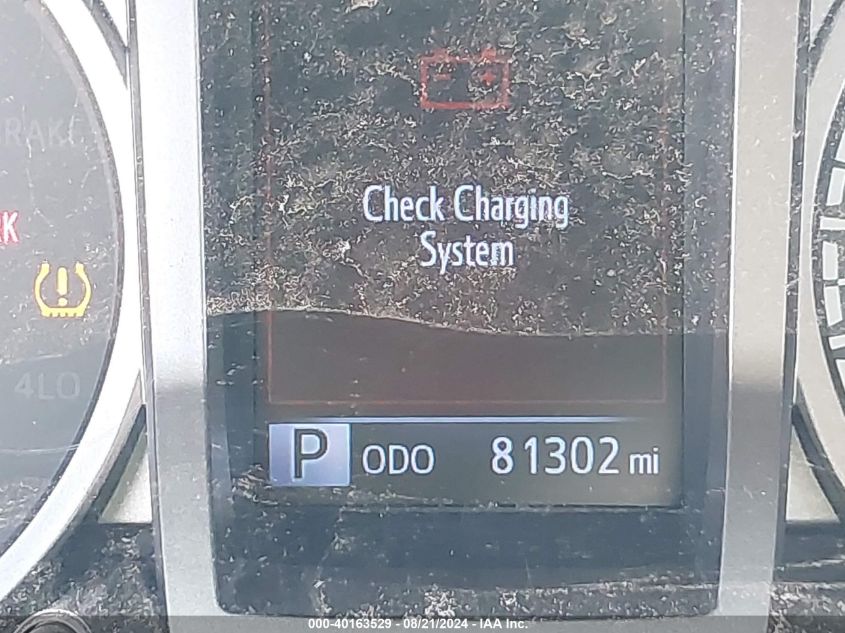 Check Charging
System
4LO
P ODO 81302 mi
000-40163529 - 08/21/2024 - IAA Inc.